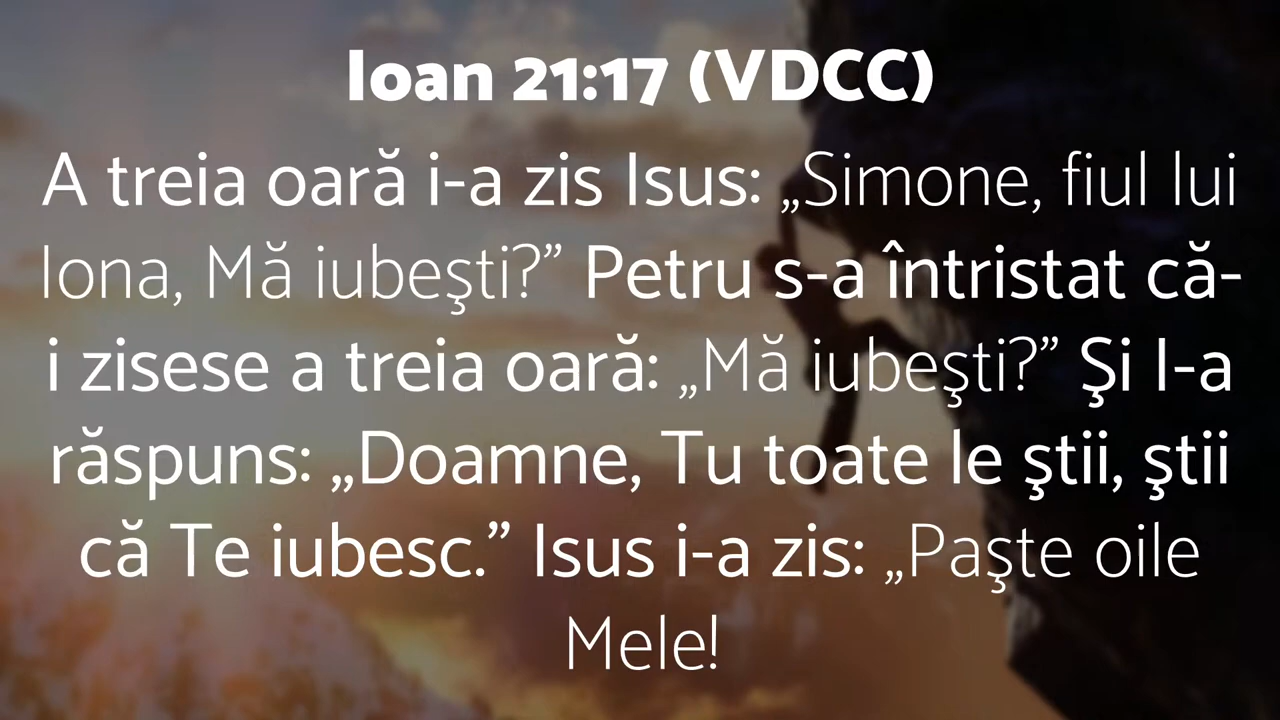 Ioan 21:17 (VDCC)
A treia oară i-a zis Isus: „Simone, fiul lui
Iona, Mă iubeşti?” Petru s-a întristat că-
i zisese a treia oară: „Mă iubeşti?” Şi I-a
răspuns: „Doamne, Tu toate le ştii, ştii
că Te iubesc.” Isus i-a zis: „Paşte oile
Mele!